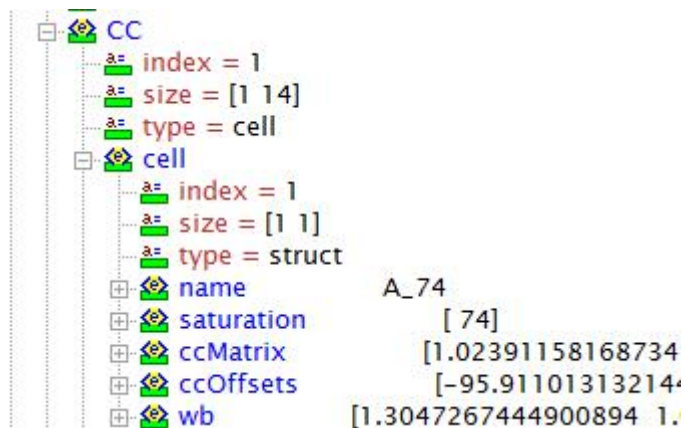 CC
index = 1
size = [1 14]
type = cell
cell
index = 1
size = [1 1]
type = struct
name A_74
saturation [ 74]
ccMatrix [1.02391158168734
ccOffsets [-95.911013132144
wb [1.3047267444900894 1.